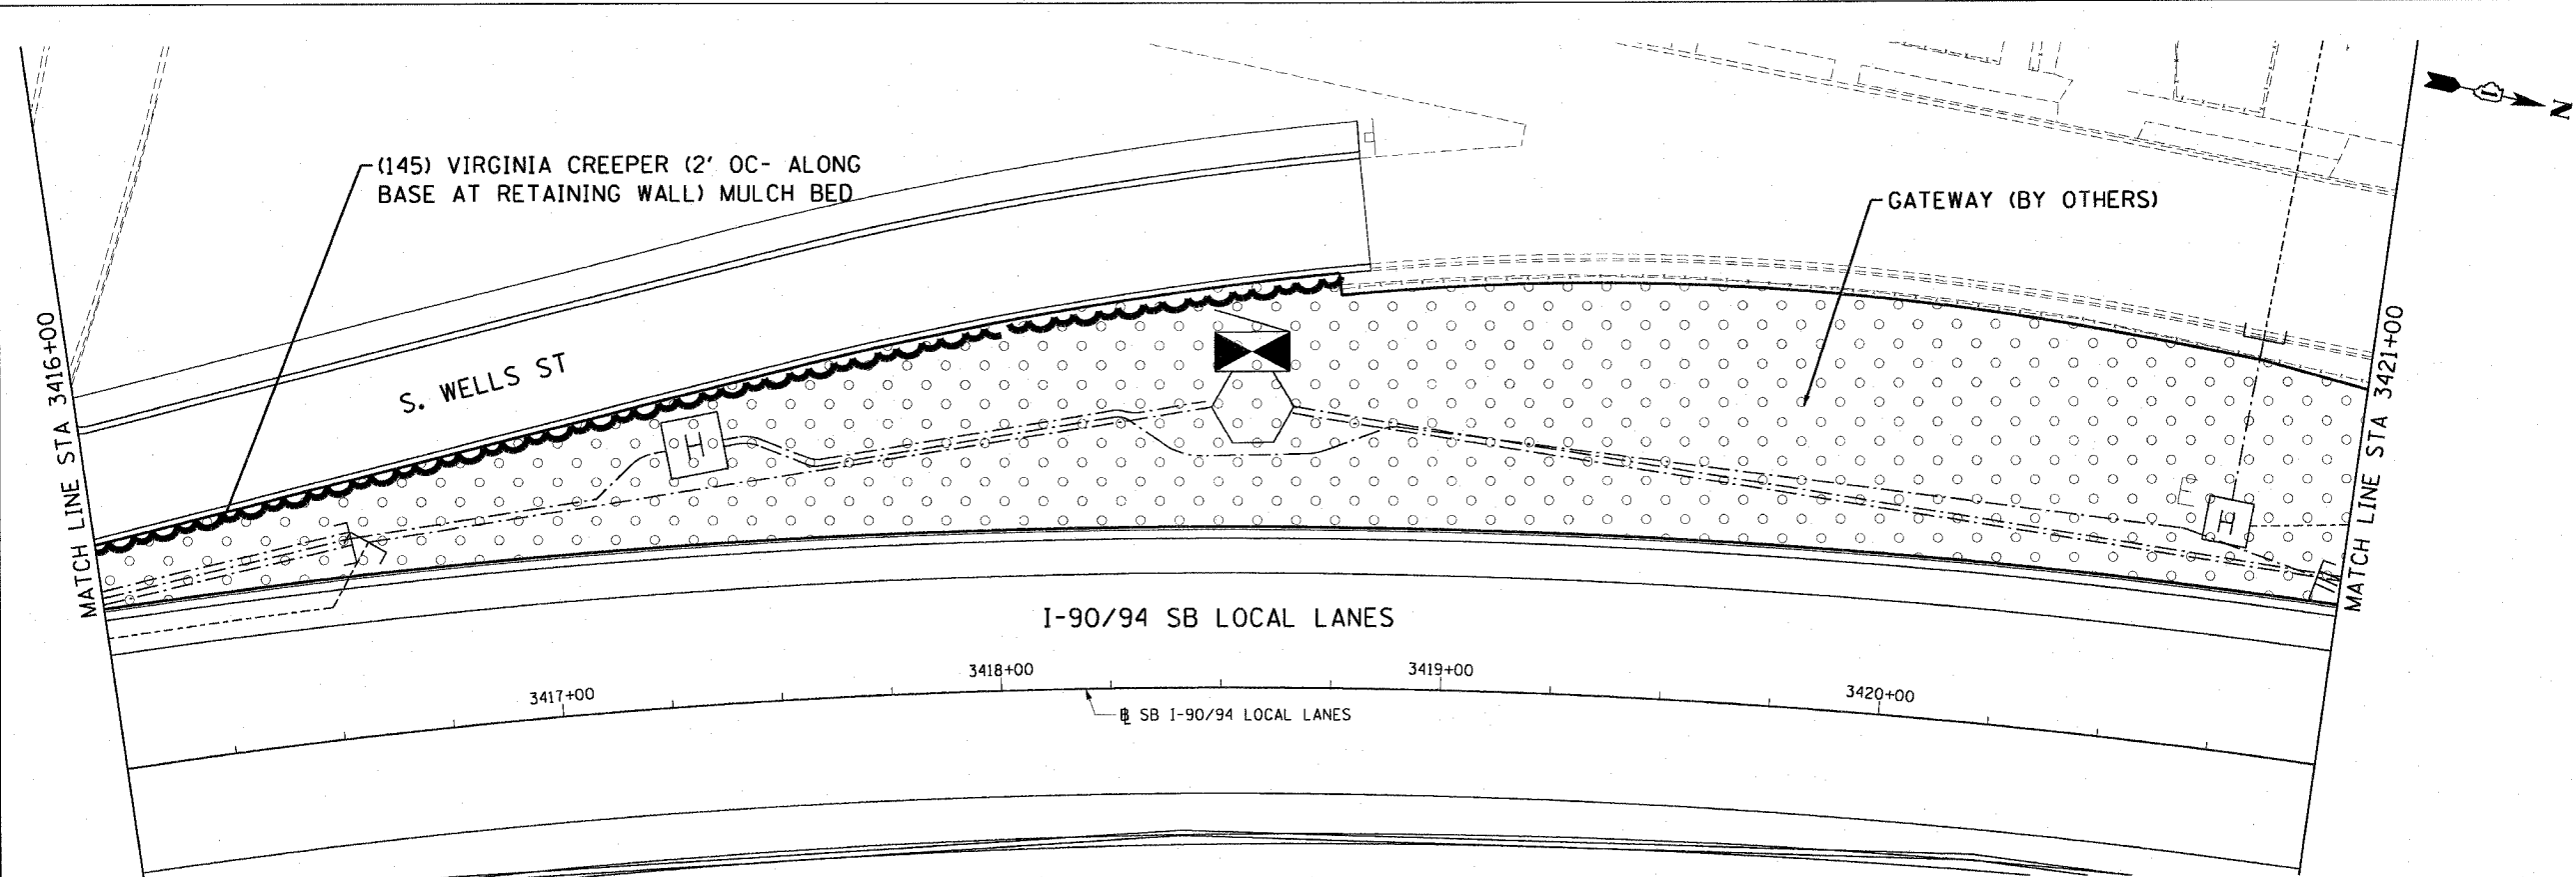 (145) VIRGINIA CREEPER (2' OC- ALONG
BASE AT RETAINING WALL) MULCH BED
GATEWAY (BY OTHERS)
N
MATCH LINE STA 3416+00
S. WELLS ST
H
H
MATCH LINE STA 3421+00
I-90/94 SB LOCAL LANES
3417+00
3418+00
3419+00
3420+00
℄ SB I-90/94 LOCAL LANES